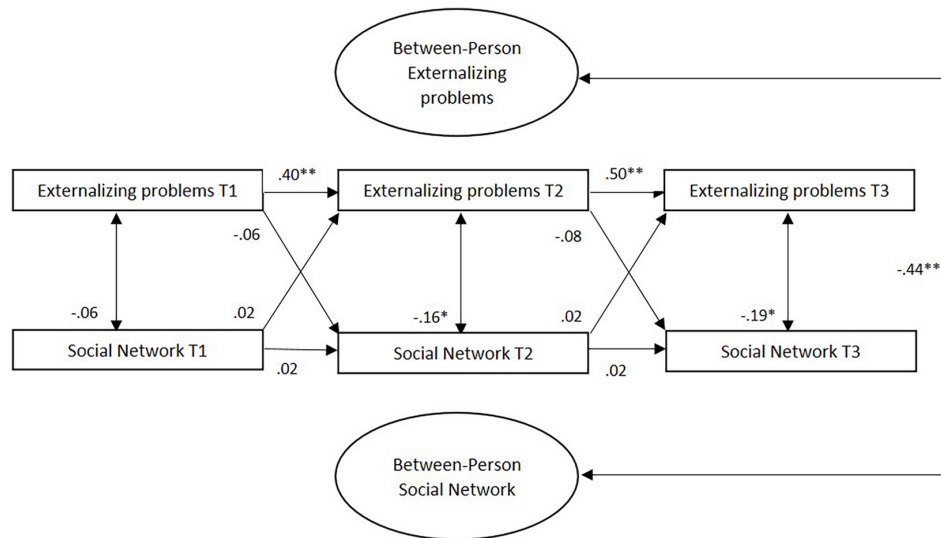 Between-Person
Externalizing
problems
.40**
.50**
Externalizing problems T1
Externalizing problems T2
Externalizing problems T3
-.06
-.08
-.44**
-.06
.02
-.16*
.02
-.19*
Social Network T1
Social Network T2
Social Network T3
.02
.02
Between-Person
Social Network